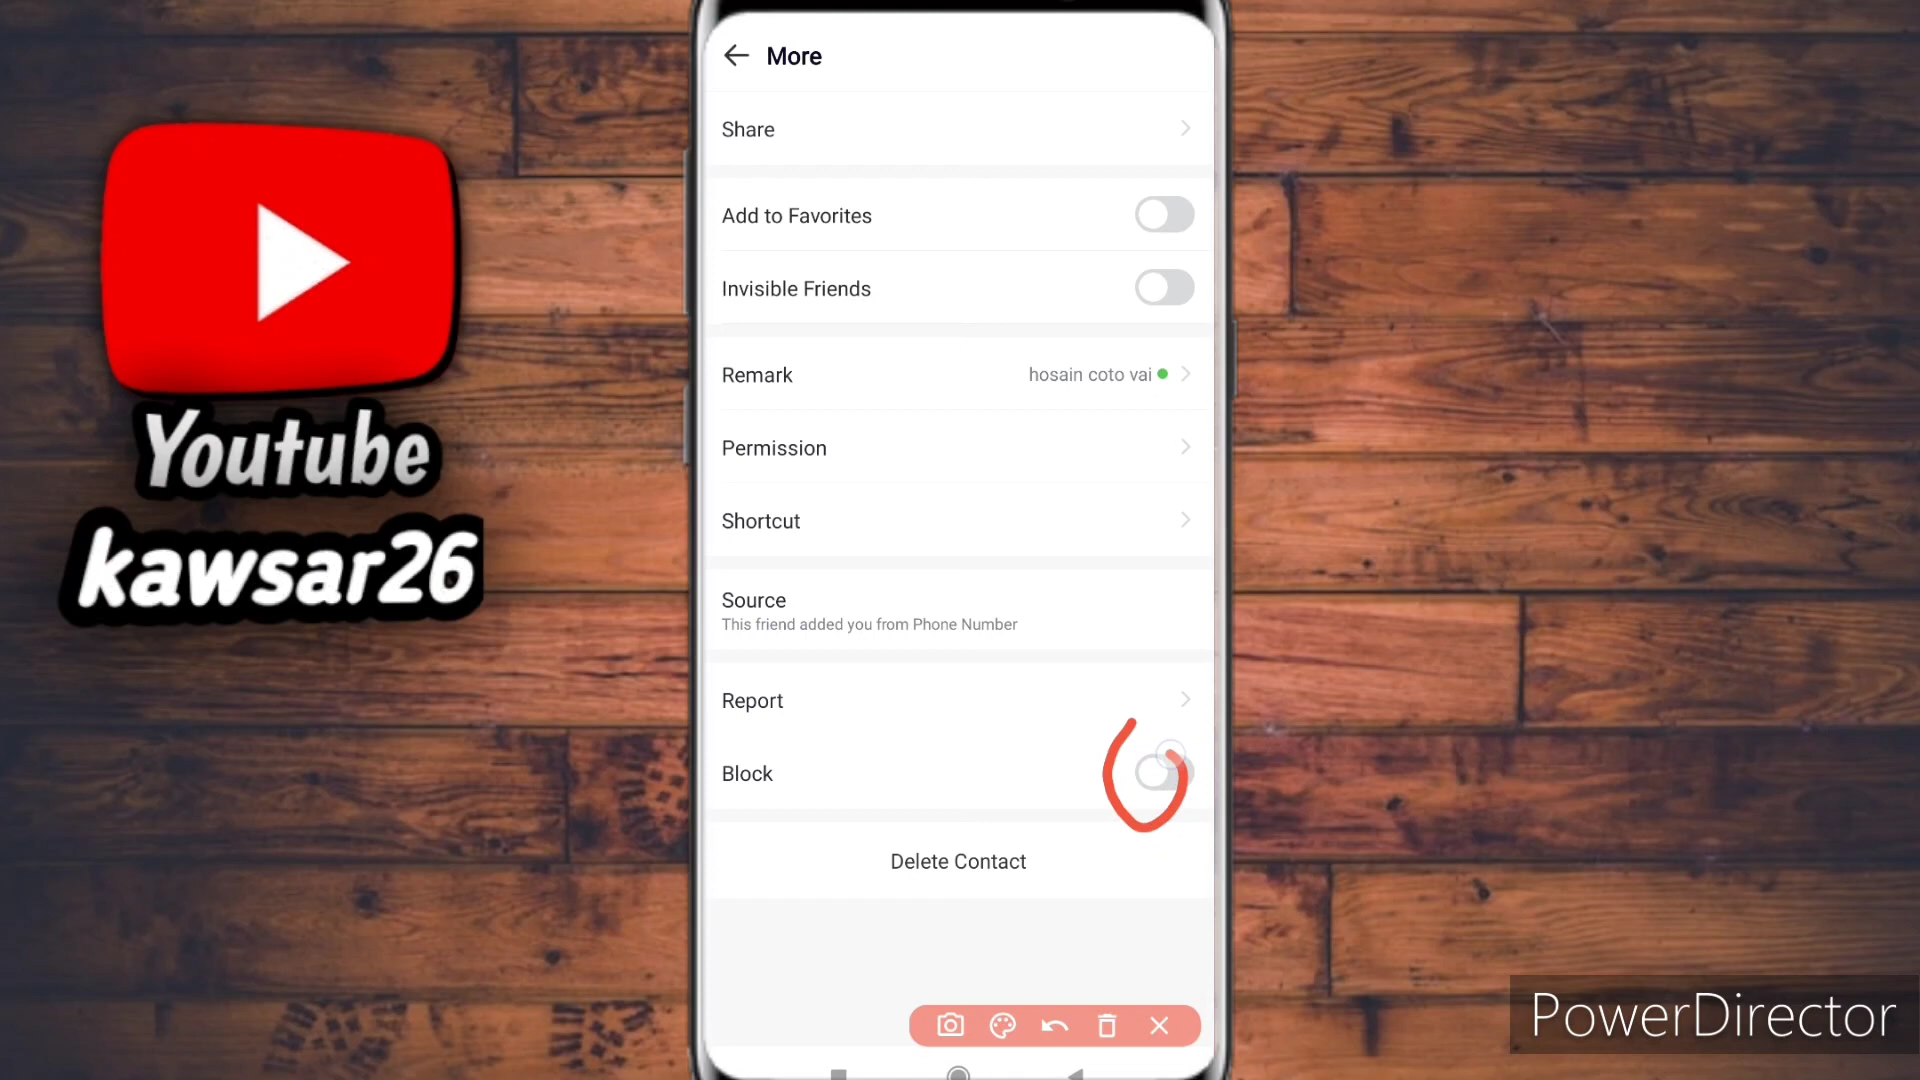 More
Share
Add to Favorites
Invisible Friends
Remark
hosain coto vai
Permission
Shortcut
Source
This friend added you from Phone Number
Report
Block
Delete Contact
Youtube
kawsar26
PowerDirector